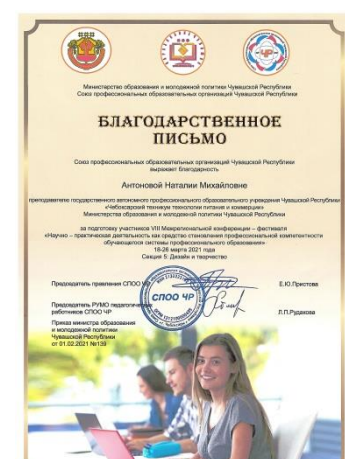 Министерство образования и молодежной политики Чувашской Республики
Союз профессиональных образовательных организаций Чувашской Республики
БЛАГОДАРСТВЕННОЕ
ПИСЬМО
Союз профессиональных образовательных организаций Чувашской Республики
выражает благодарность
Антоновой Наталии Михайловне
преподавателю государственного автономного профессионального образовательного учреждения Чувашской Республики
«Чебоксарский техникум технологии питания и коммерции»
Министерства образования и молодежной политики Чувашской Республики
за подготовку участников VIII Межрегиональной конференции – фестиваля
«Научно – практическая деятельность как средство становления профессиональной компетентности
обучающегося системы профессионального образования»
18-26 марта 2021 года
Секция 5: Дизайн и творчество
Председатель правления СПОО ЧР Е.Ю.Пристова
СПОО ЧР
Председатель РУМО педагогических
работников СПОО ЧР Л.П.Рудакова
Приказ министра образования
и молодежной политики
Чувашской Республики
от 01.02.2021 №139